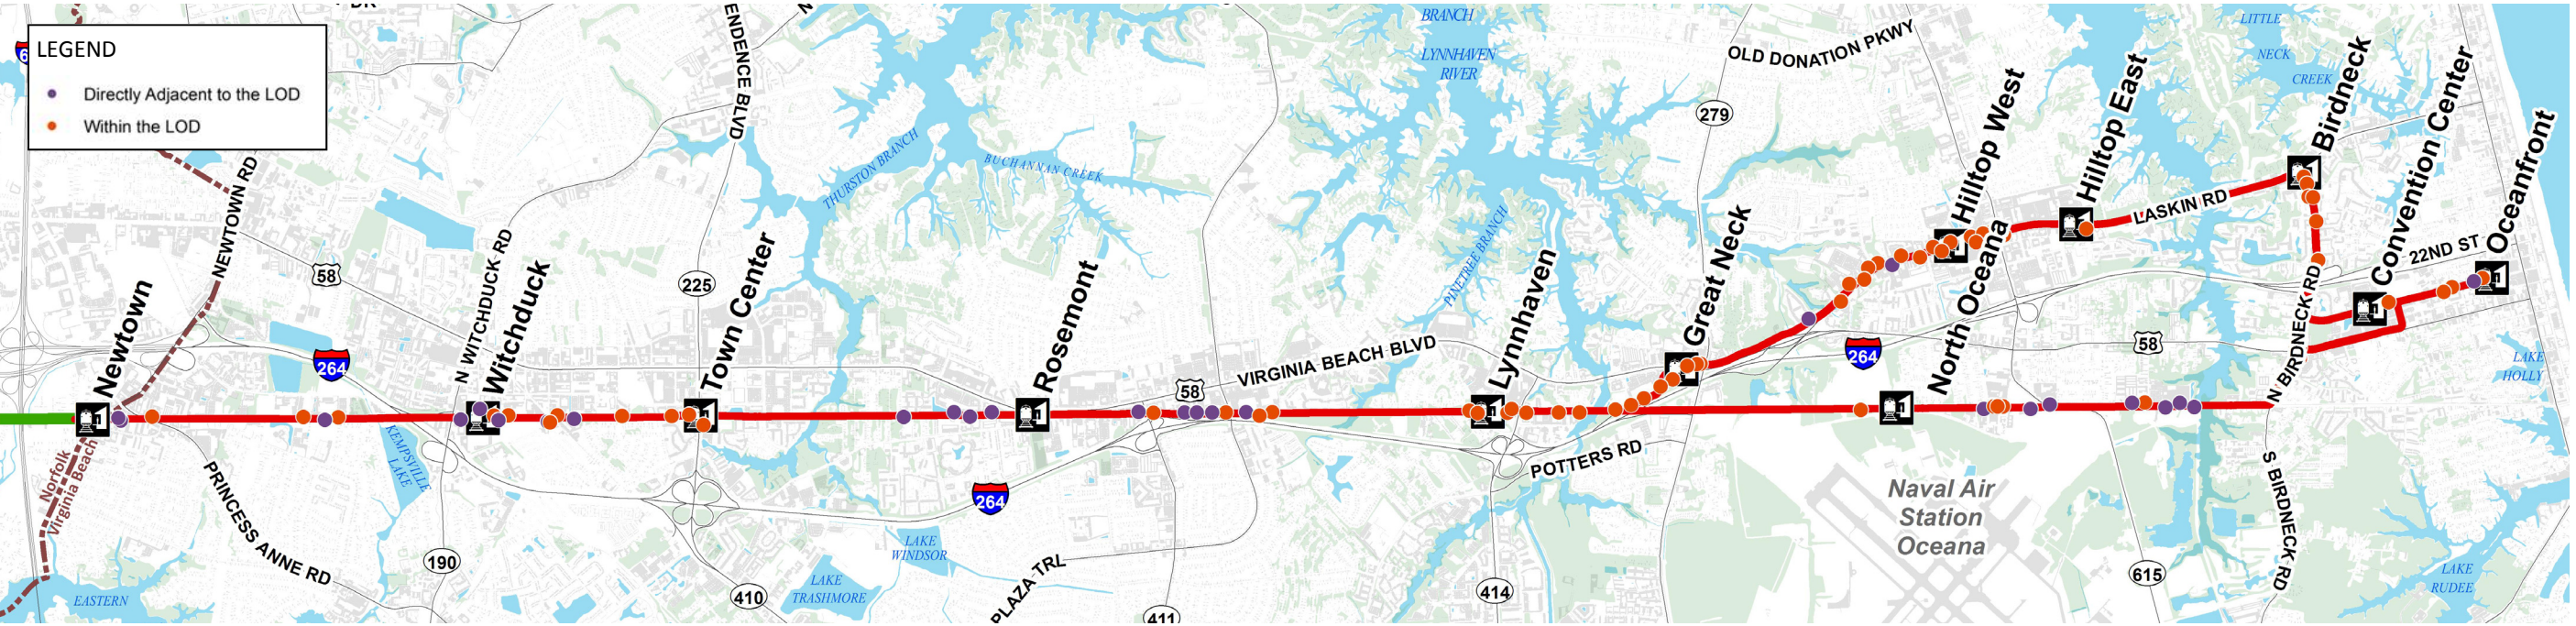 LEGEND
Directly Adjacent to the LOD
Within the LOD
NEWTOWN RD
58
264
Newtown
Norfolk
Virginia Beach
EASTERN
PRINCESS ANNE RD
KEMPSVILLE
LAKE
190
N WITCHDUCK RD
Witchduck
ENDENCE BLVD
225
Town Center
410
THURSTON BRANCH
BUCHANNAN CREEK
LAKE
TRASHMORE
LAKE
WINDSOR
264
PLAZA TRL
Rosemont
58
411
VIRGINIA BEACH BLVD
BRANCH
LYNNHAVEN
RIVER
PINETREE BRANCH
Lynnhaven
POTTERS RD
414
Great Neck
279
OLD DONATION PKWY
264
Hilltop West
North Oceana
Hilltop East
Naval Air
Station
Oceana
LASKIN RD
58
615
LITTLE
NECK
CREEK
Birdneck
Convention Center
Oceanfront
22ND ST
N BIRDNECK RD
S BIRDNECK RD
LAKE
HOLLY
LAKE
RUDEE